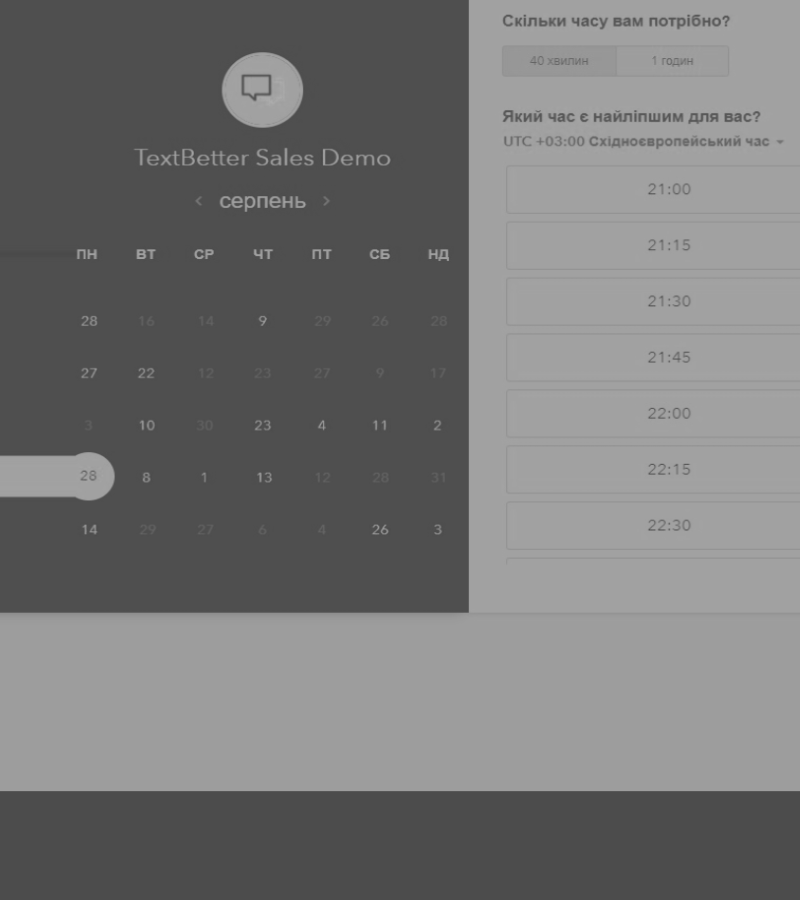 TextBetter Sales Demo
‹ серпень ›
ПН ВТ СР ЧТ ПТ СБ НД
28 16 14 9 29 26 28
27 22 12 23 27 9 17
3 10 30 23 4 11 2
28 8 1 13 12 28 31
14 29 27 6 4 26 3
Скільки часу вам потрібно?
40 хвилин 1 годин
Який час є найліпшим для вас?
UTC +03:00 Східноєвропейський час
21:00
21:15
21:30
21:45
22:00
22:15
22:30